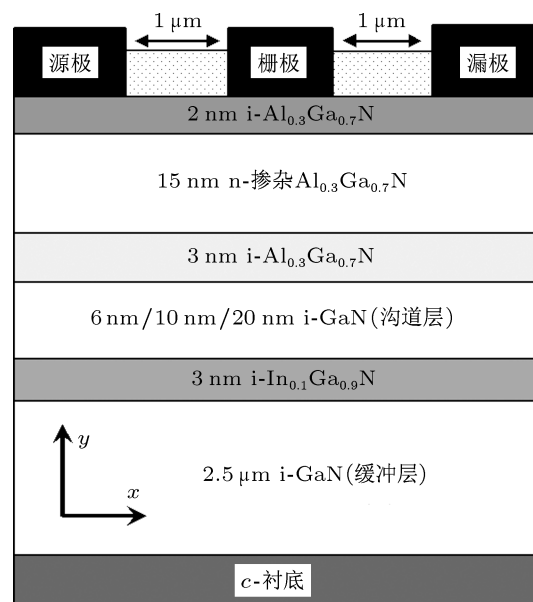 1 μm 1 μm
源极 栅极 漏极
2 nm i-Al₀.₃Ga₀.₇N
15 nm n-掺杂Al₀.₃Ga₀.₇N
3 nm i-Al₀.₃Ga₀.₇N
6 nm/10 nm/20 nm i-GaN(沟道层)
3 nm i-In₀.₁Ga₀.₉N
y
2.5 μm i-GaN(缓冲层)
x
c-衬底